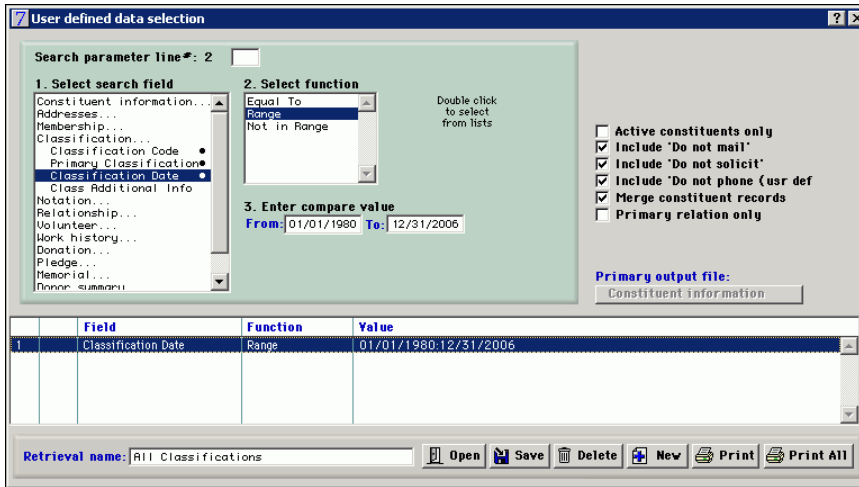 7 User defined data selection ? X
Search parameter line#: 2
1. Select search field
Constituent information...
Addresses...
Membership...
Classification...
Classification Code
Primary Classification
Classification Date
Class Additional Info
Notation...
Relationship...
Volunteer...
Work history...
Donation...
Pledge...
Memorial...
Donor summary
2. Select function
Equal To
Range
Not in Range
Double click
to select
from lists
3. Enter compare value
From: 01/01/1980 To: 12/31/2006
Active constituents only
Include 'Do not mail'
Include 'Do not solicit'
Include 'Do not phone (usr def
Merge constituent records
Primary relation only
Primary output file:
Constituent information
Field Function Value
1 Classification Date Range 01/01/1980:12/31/2006
Retrieval name: All Classifications Open Save Delete New Print Print All